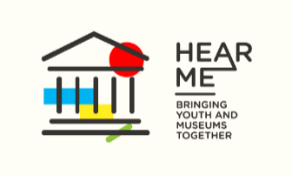 HEAR
ME
BRINGING
YOUTH AND
MUSEUMS
TOGETHER